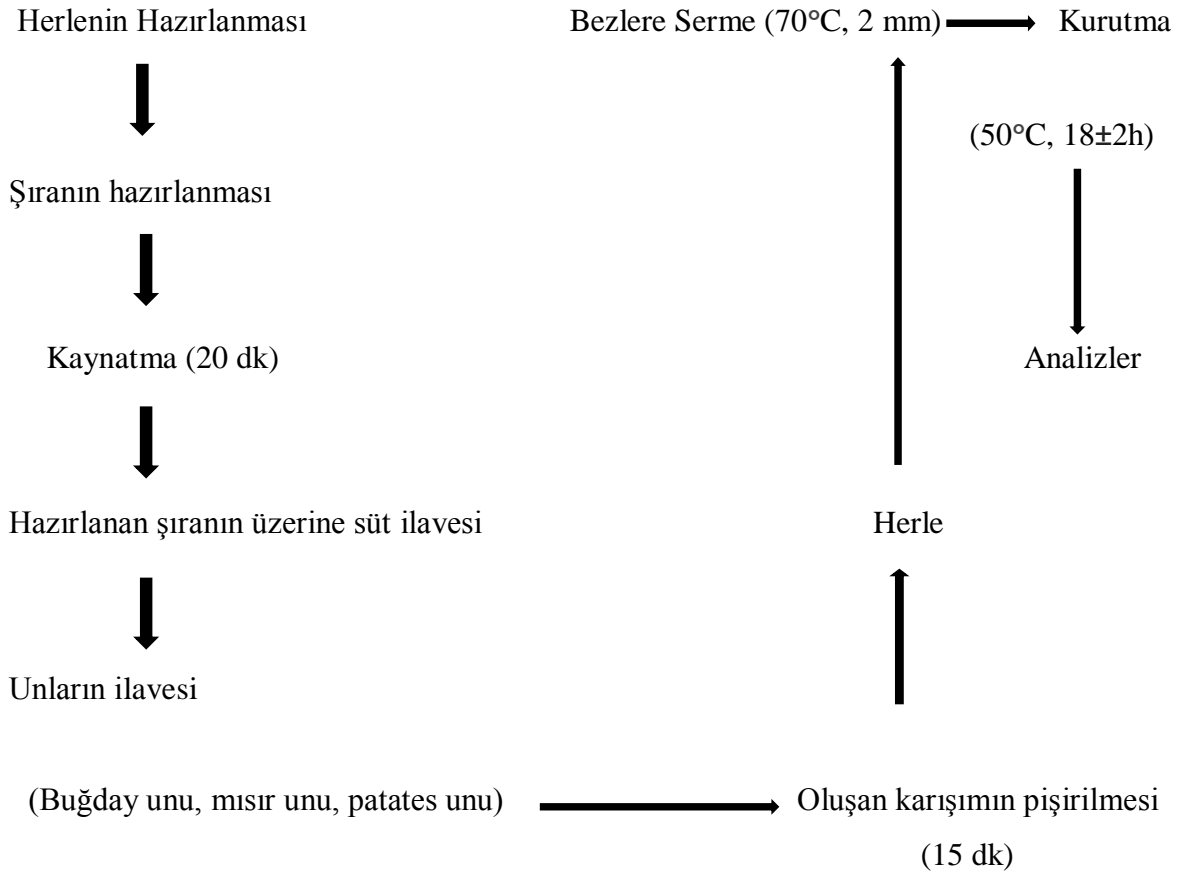 Herlenin Hazırlanması
Şıranın hazırlanması
Kaynatma (20 dk)
Hazırlanan şıranın üzerine süt ilavesi
Unların ilavesi
(Buğday unu, mısır unu, patates unu)
Oluşan karışımın pişirilmesi
(15 dk)
Herle
Bezlere Serme (70°C, 2 mm)
Kurutma
(50°C, 18±2h)
Analizler